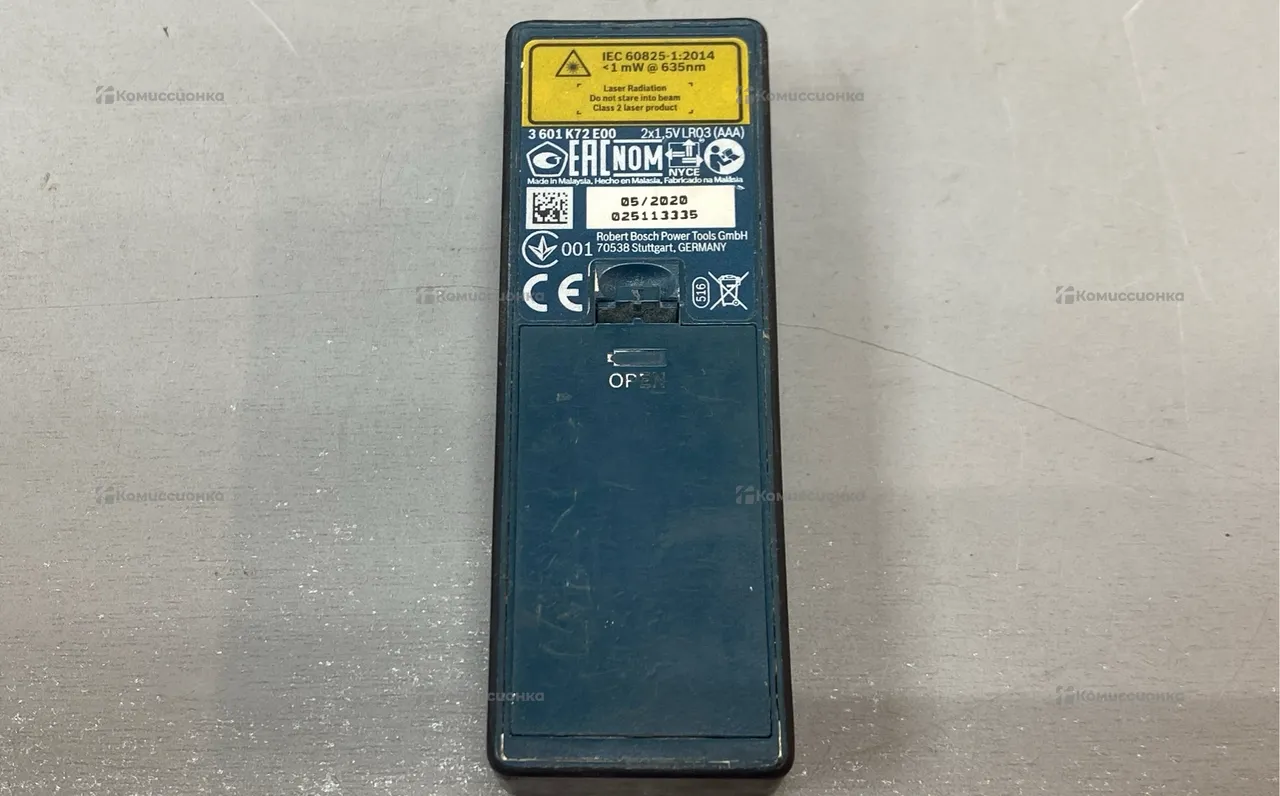 IEC 60825-1:2014
<1 mW @ 635nm
Laser Radiation
Do not stare into beam
Class 2 laser product
3 601 K72 E00 2x1,5V LR03 (AAA)
EAC NOM NYCE
Made in Malaysia, Hecho en Malasia, Fabricado na Malásia
05/2020
025113335
Robert Bosch Power Tools GmbH
001 70538 Stuttgart, GERMANY
CE 516
OPEN
Комиссионка
Комиссионка
Комиссионка
Комиссионка
Комиссионка
Комиссионка
Комиссионка